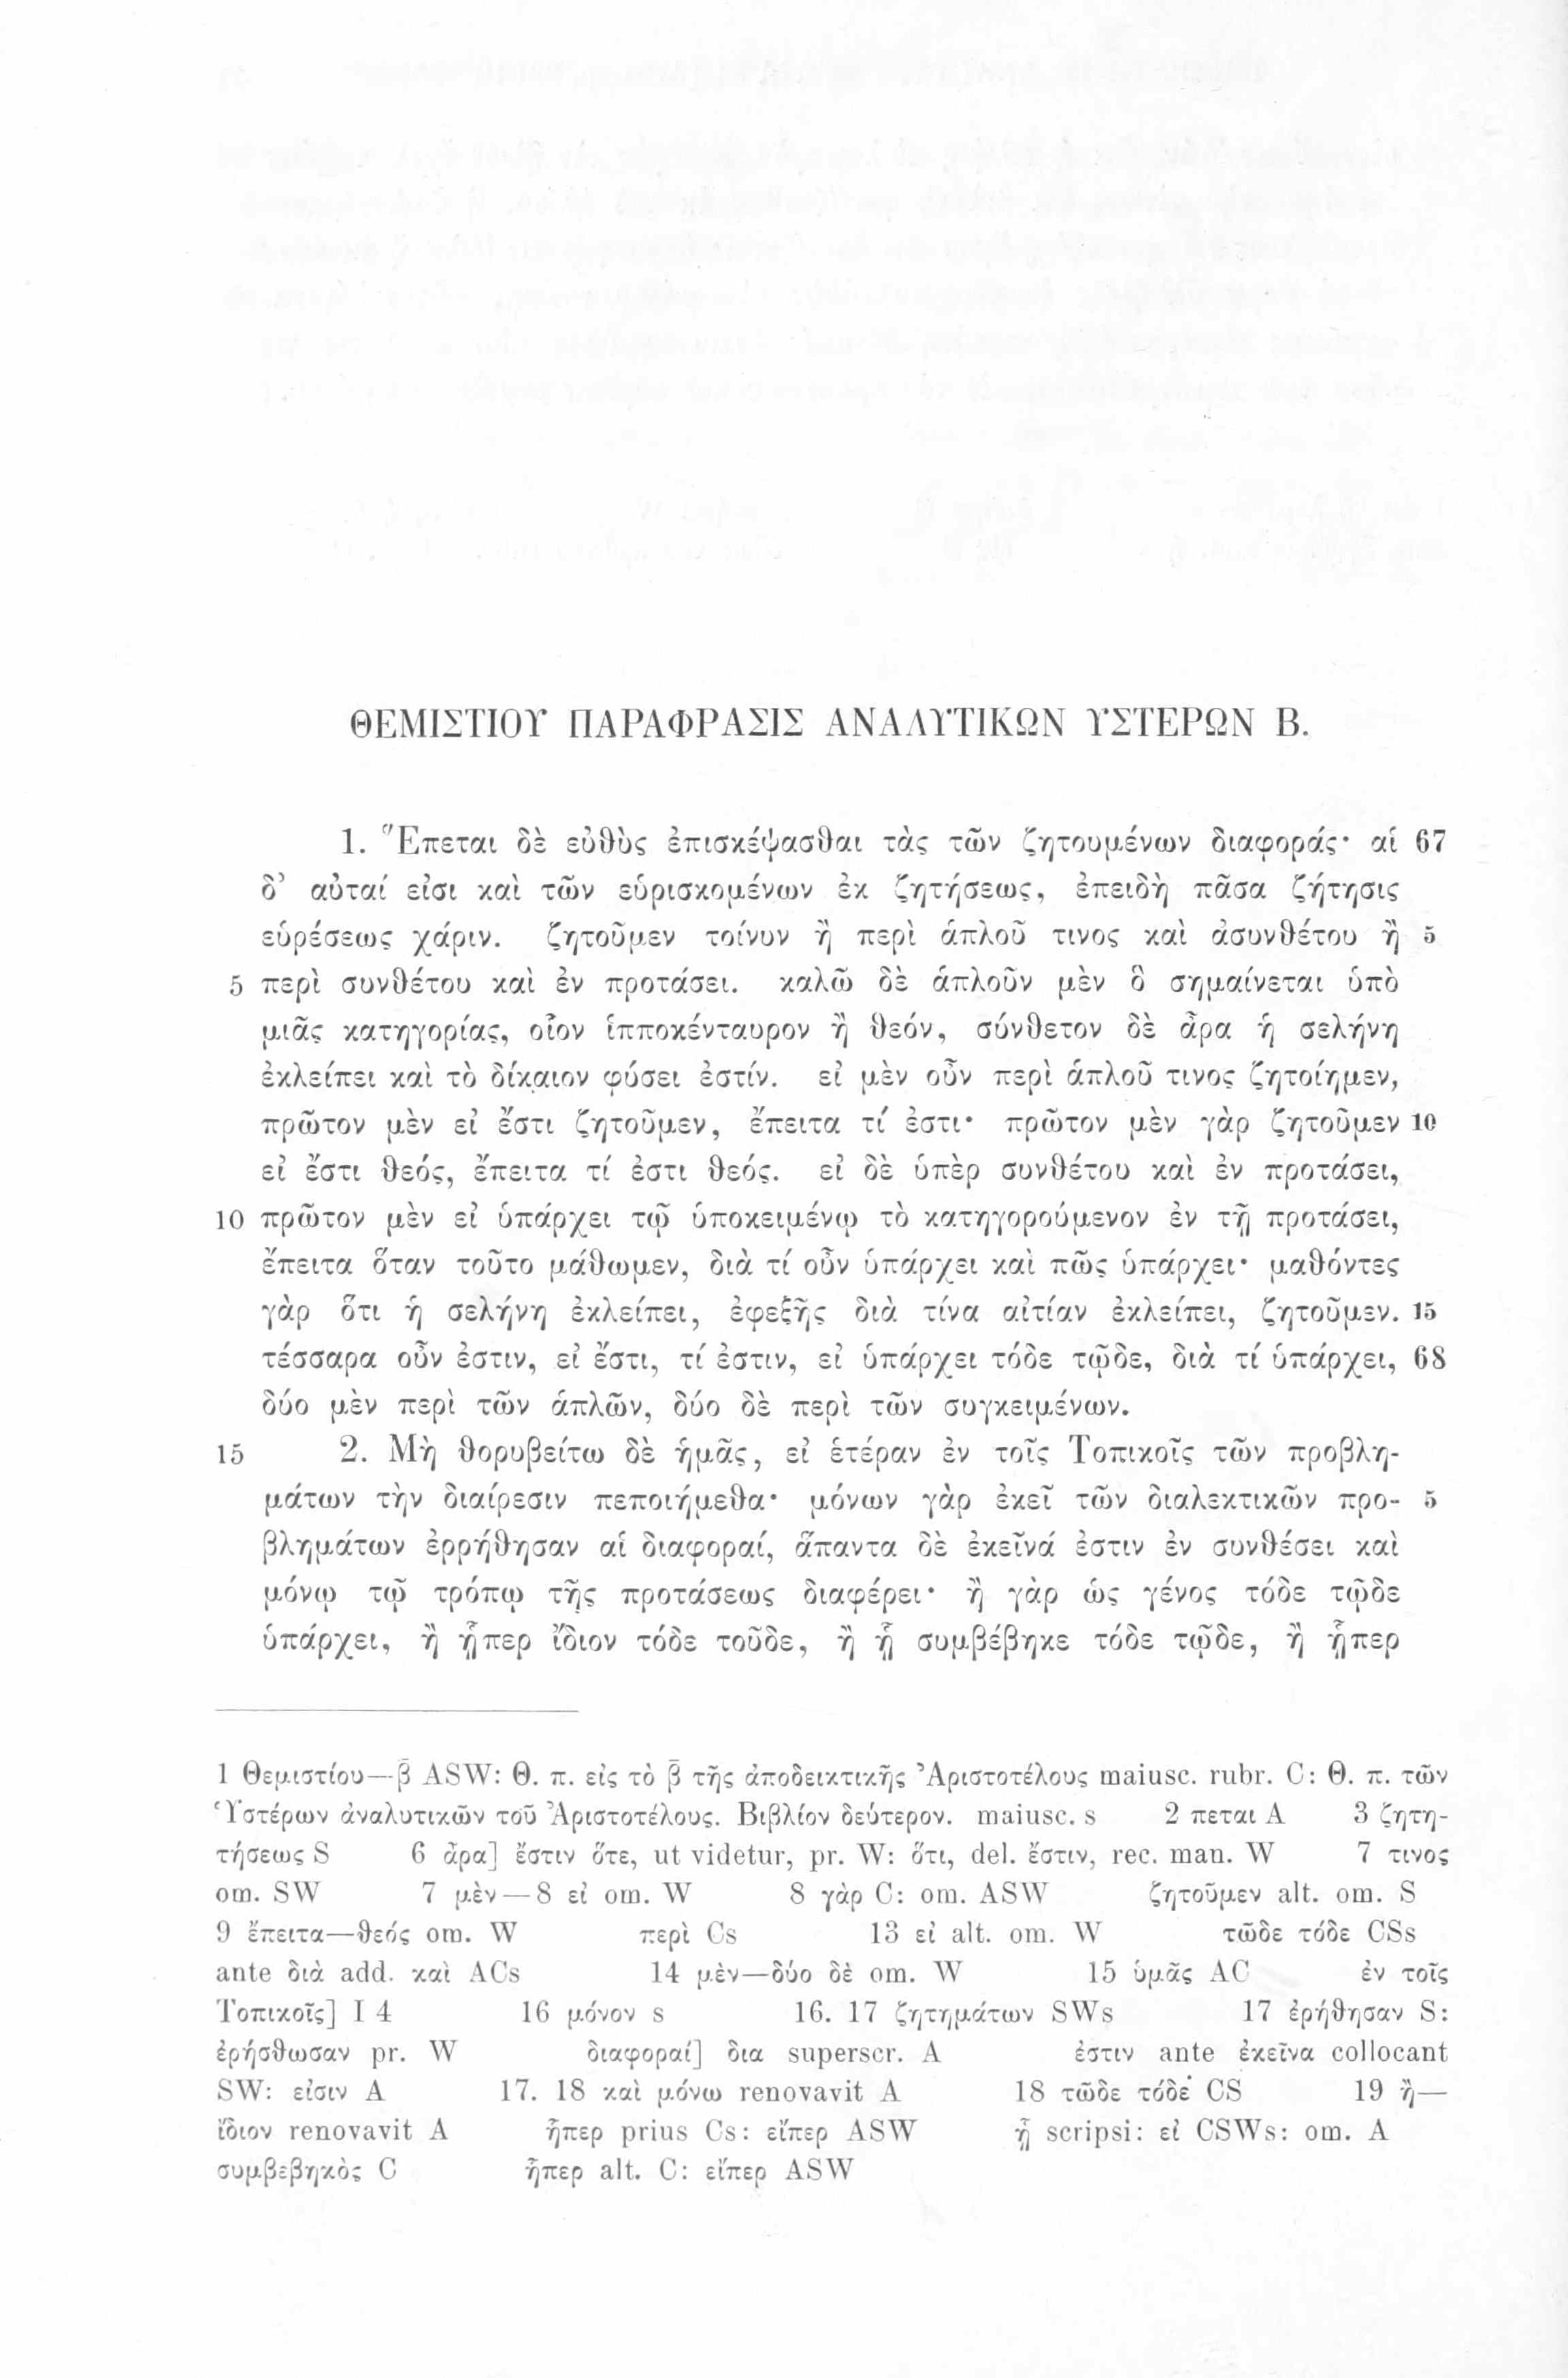 ΘΕΜΙΣΤΙΟΥ ΠΑΡΑΦΡΑΣΙΣ ΑΝΑΛΥΤΙΚΩΝ ΥΣΤΕΡΩΝ Β.
1. Ἕπεται δὲ εὐθὺς ἐπισκέψασθαι τὰς τῶν ζητουμένων διαφοράς· αἱ 67
δ’ αὐταί εἰσι καὶ τῶν εὑρισκομένων ἐκ ζητήσεως, ἐπειδὴ πᾶσα ζήτησις
εὑρέσεως χάριν. ζητοῦμεν τοίνυν ἢ περὶ ἁπλοῦ τινος καὶ ἀσυνθέτου ἢ 5
5 περὶ συνθέτου καὶ ἐν προτάσει. καλῶ δὲ ἁπλοῦν μὲν ὃ σημαίνεται ὑπὸ
μιᾶς κατηγορίας, οἷον ἱπποκένταυρον ἢ θεόν, σύνθετον δὲ ἆρα ἡ σελήνη
ἐκλείπει καὶ τὸ δίκαιον φύσει ἐστίν. εἰ μὲν οὖν περὶ ἁπλοῦ τινος ζητοίημεν,
πρῶτον μὲν εἰ ἔστι ζητοῦμεν, ἔπειτα τί ἐστι· πρῶτον μὲν γὰρ ζητοῦμεν 10
εἰ ἔστι θεός, ἔπειτα τί ἐστι θεός. εἰ δὲ ὑπὲρ συνθέτου καὶ ἐν προτάσει,
10 πρῶτον μὲν εἰ ὑπάρχει τῷ ὑποκειμένῳ τὸ κατηγορούμενον ἐν τῇ προτάσει,
ἔπειτα ὅταν τοῦτο μάθωμεν, διὰ τί οὖν ὑπάρχει καὶ πῶς ὑπάρχει· μαθόντες
γὰρ ὅτι ἡ σελήνη ἐκλείπει, ἐφεξῆς διὰ τίνα αἰτίαν ἐκλείπει, ζητοῦμεν. 15
τέσσαρα οὖν ἐστιν, εἰ ἔστι, τί ἐστιν, εἰ ὑπάρχει τόδε τῷδε, διὰ τί ὑπάρχει, 68
δύο μὲν περὶ τῶν ἁπλῶν, δύο δὲ περὶ τῶν συγκειμένων.
15 2. Μὴ θορυβείτω δὲ ἡμᾶς, εἰ ἑτέραν ἐν τοῖς Τοπικοῖς τῶν προβλη-
μάτων τὴν διαίρεσιν πεποιήμεθα· μόνων γὰρ ἐκεῖ τῶν διαλεκτικῶν προ- 5
βλημάτων ἐρρήθησαν αἱ διαφοραί, ἅπαντα δὲ ἐκεῖνά ἐστιν ἐν συνθέσει καὶ
μόνῳ τῷ τρόπῳ τῆς προτάσεως διαφέρει· ἢ γὰρ ὡς γένος τόδε τῷδε
ὑπάρχει, ἢ ᾗπερ ἴδιον τόδε τοῦδε, ἢ ᾗ συμβέβηκε τόδε τῷδε, ἢ ᾗπερ
1 Θεμιστίου—β̄ ASW: Θ. π. εἰς τὸ β̄ τῆς ἀποδεικτικῆς Ἀριστοτέλους maiusc. rubr. C: Θ. π. τῶν
Ὑστέρων ἀναλυτικῶν τοῦ Ἀριστοτέλους. Βιβλίον δεύτερον. maiusc. s 2 πεται A 3 ζητη-
τήσεως S 6 ἆρα] ἔστιν ὅτε, ut videtur, pr. W: ὅτι, del. ἔστιν, rec. man. W 7 τινος
om. SW 7 μὲν—8 εἰ om. W 8 γὰρ C: om. ASW ζητοῦμεν alt. om. S
9 ἔπειτα—θεός om. W περὶ Cs 13 εἰ alt. om. W τῶδε τόδε CSs
ante διὰ add. καὶ ACs 14 μὲν—δύο δὲ om. W 15 ὑμᾶς AC ἐν τοῖς
Τοπικοῖς] I 4 16 μόνον s 16. 17 ζητημάτων SWs 17 ἐρήθησαν S:
ἐρήσθωσαν pr. W διαφοραί] δια superscr. A ἐστιν ante ἐκεῖνα collocant
SW: εἰσιν A 17. 18 καὶ μόνω renovavit A 18 τῶδε τόδε CS 19 ἢ—
ἴδιον renovavit A ᾗπερ prius Cs: εἴπερ ASW ᾗ scripsi: εἰ CSWs: om. A
συμβεβηκὸς C ᾗπερ alt. C: εἴπερ ASW